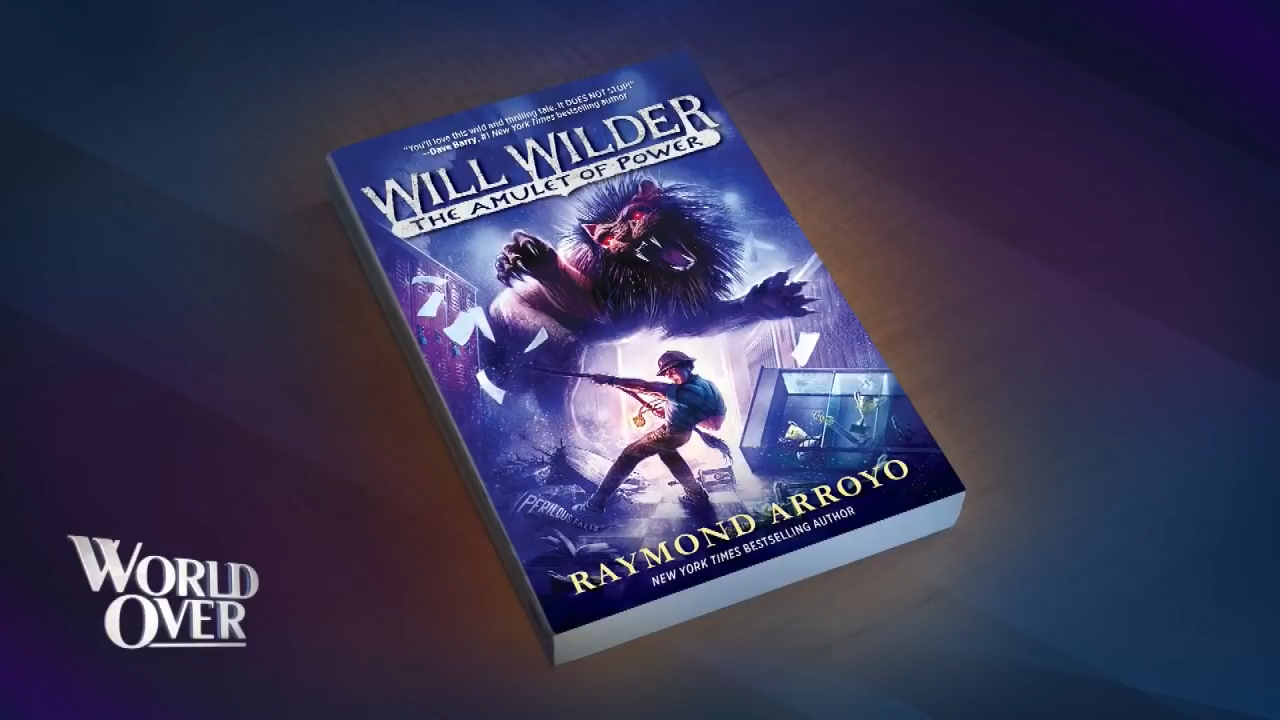 "You'll love this wild and thrilling tale. It DOES NOT STOP!"
—Dave Barry, #1 New York Times bestselling author
WILL WILDER
THE AMULET OF POWER
PERILOUS FALLS
RAYMOND ARROYO
NEW YORK TIMES BESTSELLING AUTHOR
WORLD
OVER